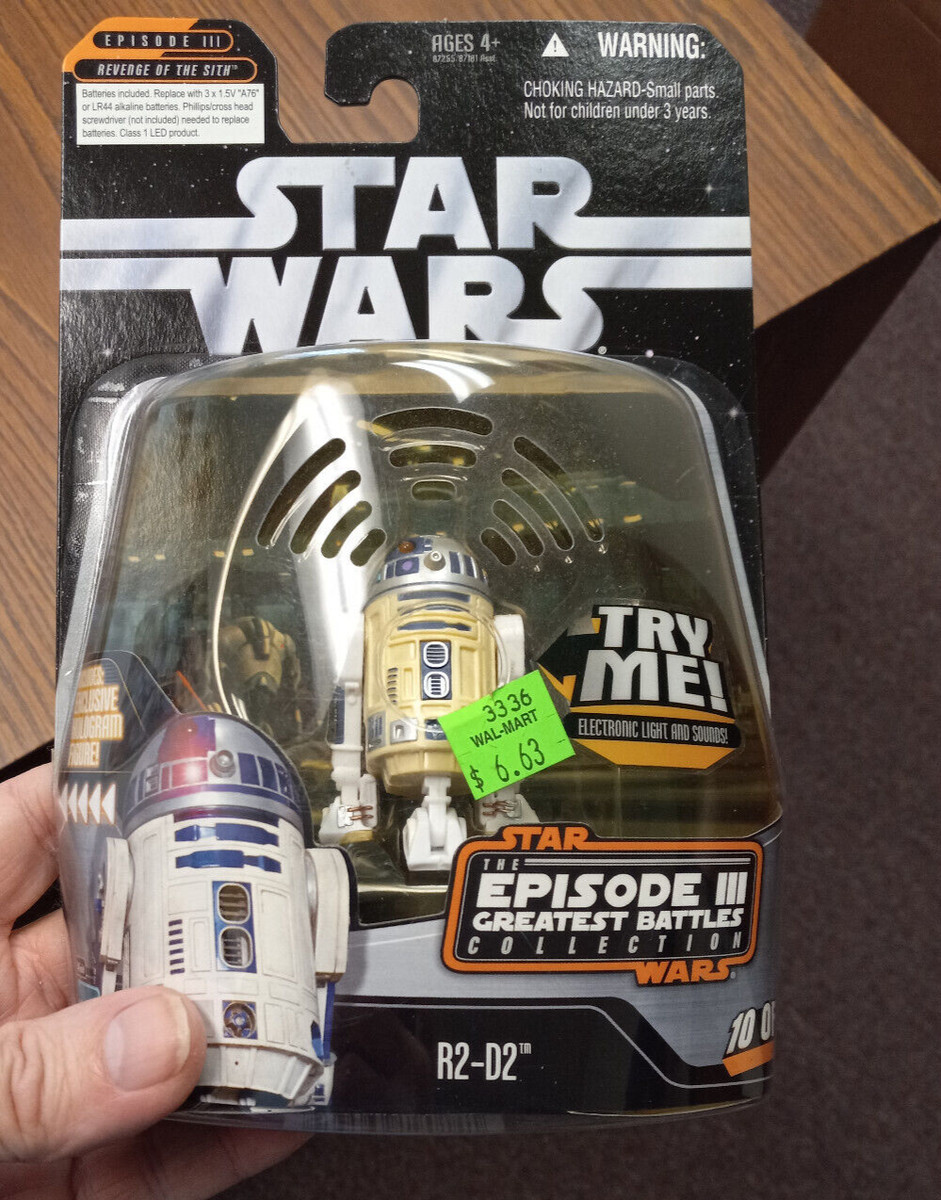 EPISODE III
REVENGE OF THE SITH™
Batteries included. Replace with 3 x 1.5V "A76"
or LR44 alkaline batteries. Phillips/cross head
screwdriver (not included) needed to replace
batteries. Class 1 LED product.
AGES 4+
87255/87181 Asst.
WARNING:
CHOKING HAZARD-Small parts.
Not for children under 3 years.
STAR
WARS®
TRY
ME!
ELECTRONIC LIGHT AND SOUNDS!
3336
WAL-MART
$ 6.63
FIGURE!
STAR
THE
EPISODE III
GREATEST BATTLES
COLLECTION
WARS®
10
R2-D2™